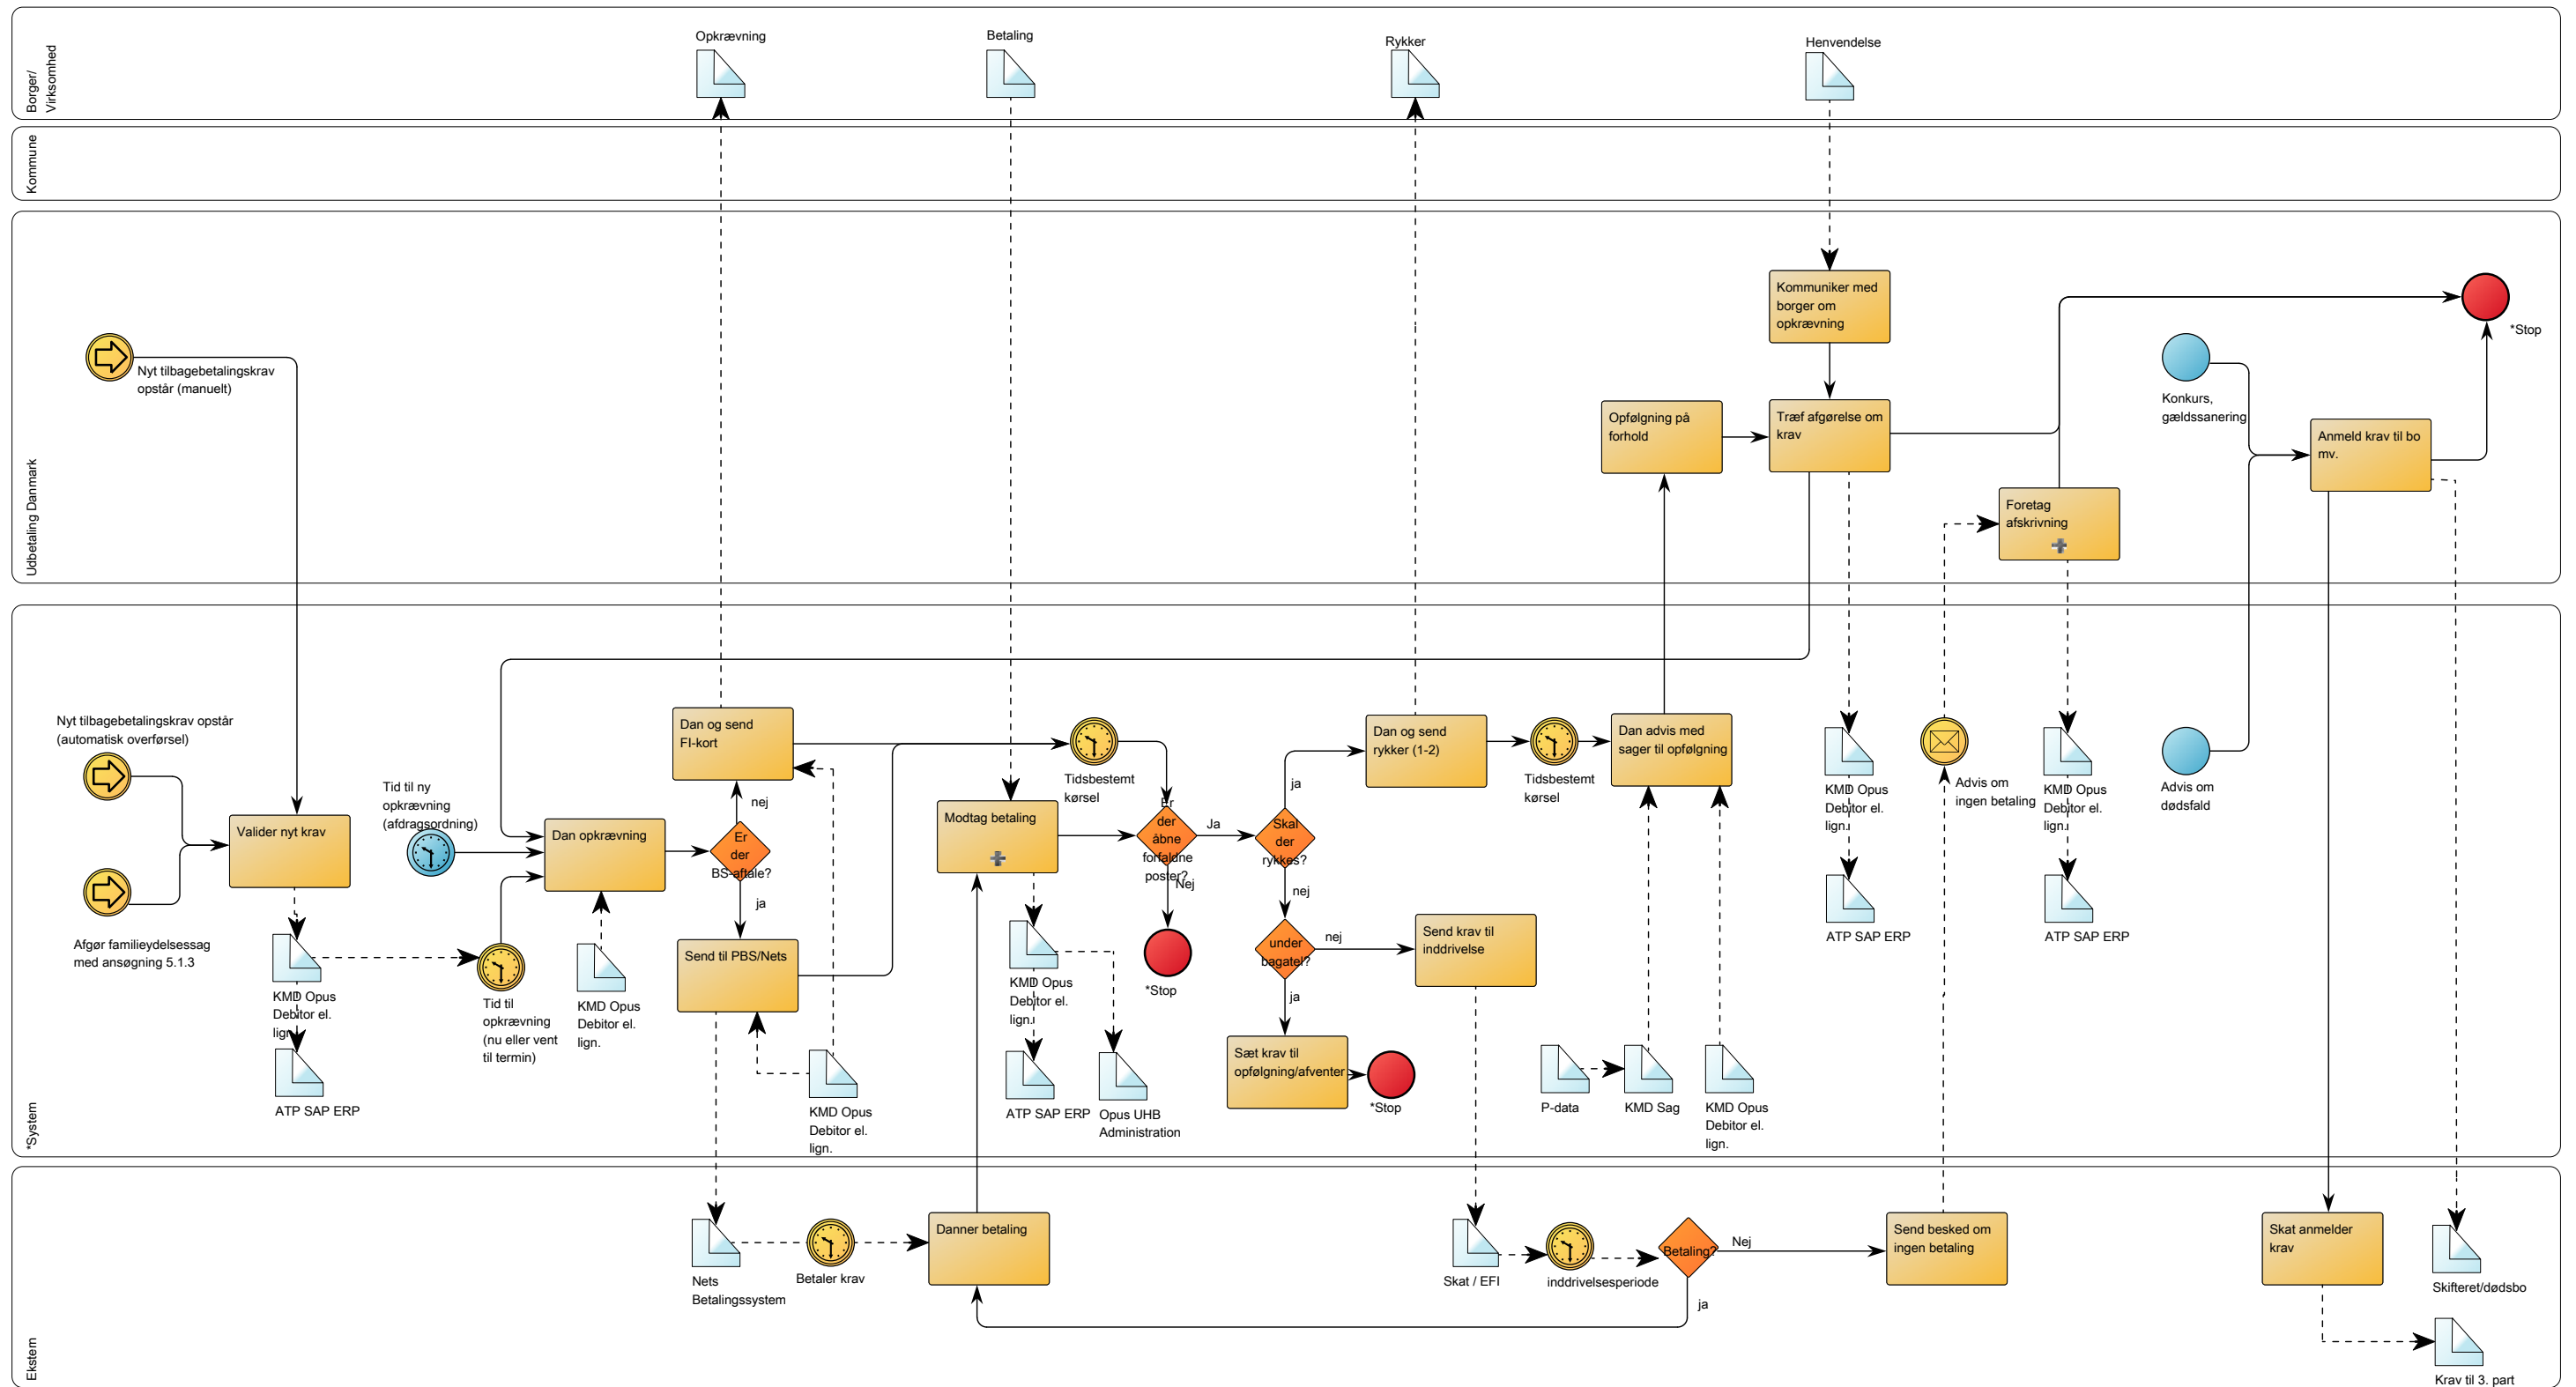 Borger/
Virksomhed
Opkrævning
Betaling
Rykker
Henvendelse
Kommune
Udbetaling Danmark
Nyt tilbagebetalingskrav
opstår (manuelt)
Kommuniker med
borger om
opkrævning
Opfølgning på
forhold
Træf afgørelse om
krav
Foretag
afskrivning
Konkurs,
gældssanering
Anmeld krav til bo
mv.
*Stop
*System
Nyt tilbagebetalingskrav opstår
(automatisk overførsel)
Afgør familieydelsessag
med ansøgning 5.1.3
Valider nyt krav
KMD Opus
Debitor el.
lign.
ATP SAP ERP
Tid til ny
opkrævning
(afdragsordning)
Tid til
opkrævning
(nu eller vent
til termin)
Dan opkrævning
KMD Opus
Debitor el.
lign.
Dan og send
FI-kort
nej
Er
der
BS-aftale?
ja
Send til PBS/Nets
KMD Opus
Debitor el.
lign.
Modtag betaling
KMD Opus
Debitor el.
lign.
ATP SAP ERP
Opus UHB
Administration
Tidsbestemt
kørsel
Er
der
åbne
forfaldne
poster?
Ja
Nej
*Stop
Skal
der
rykkes?
ja
nej
under
bagatel?
nej
ja
Sæt krav til
opfølgning/afventer
*Stop
Dan og send
rykker (1-2)
Send krav til
inddrivelse
Tidsbestemt
kørsel
Dan advis med
sager til opfølgning
P-data
KMD Sag
KMD Opus
Debitor el.
lign.
KMD Opus
Debitor el.
lign.
ATP SAP ERP
Advis om
ingen betaling
KMD Opus
Debitor el.
lign.
ATP SAP ERP
Advis om
dødsfald
Ekstern
Nets
Betalingssystem
Betaler krav
Danner betaling
Skat / EFI
inddrivelsesperiode
Betaling?
Nej
ja
Send besked om
ingen betaling
Skat anmelder
krav
Skifteret/dødsbo
Krav til 3. part